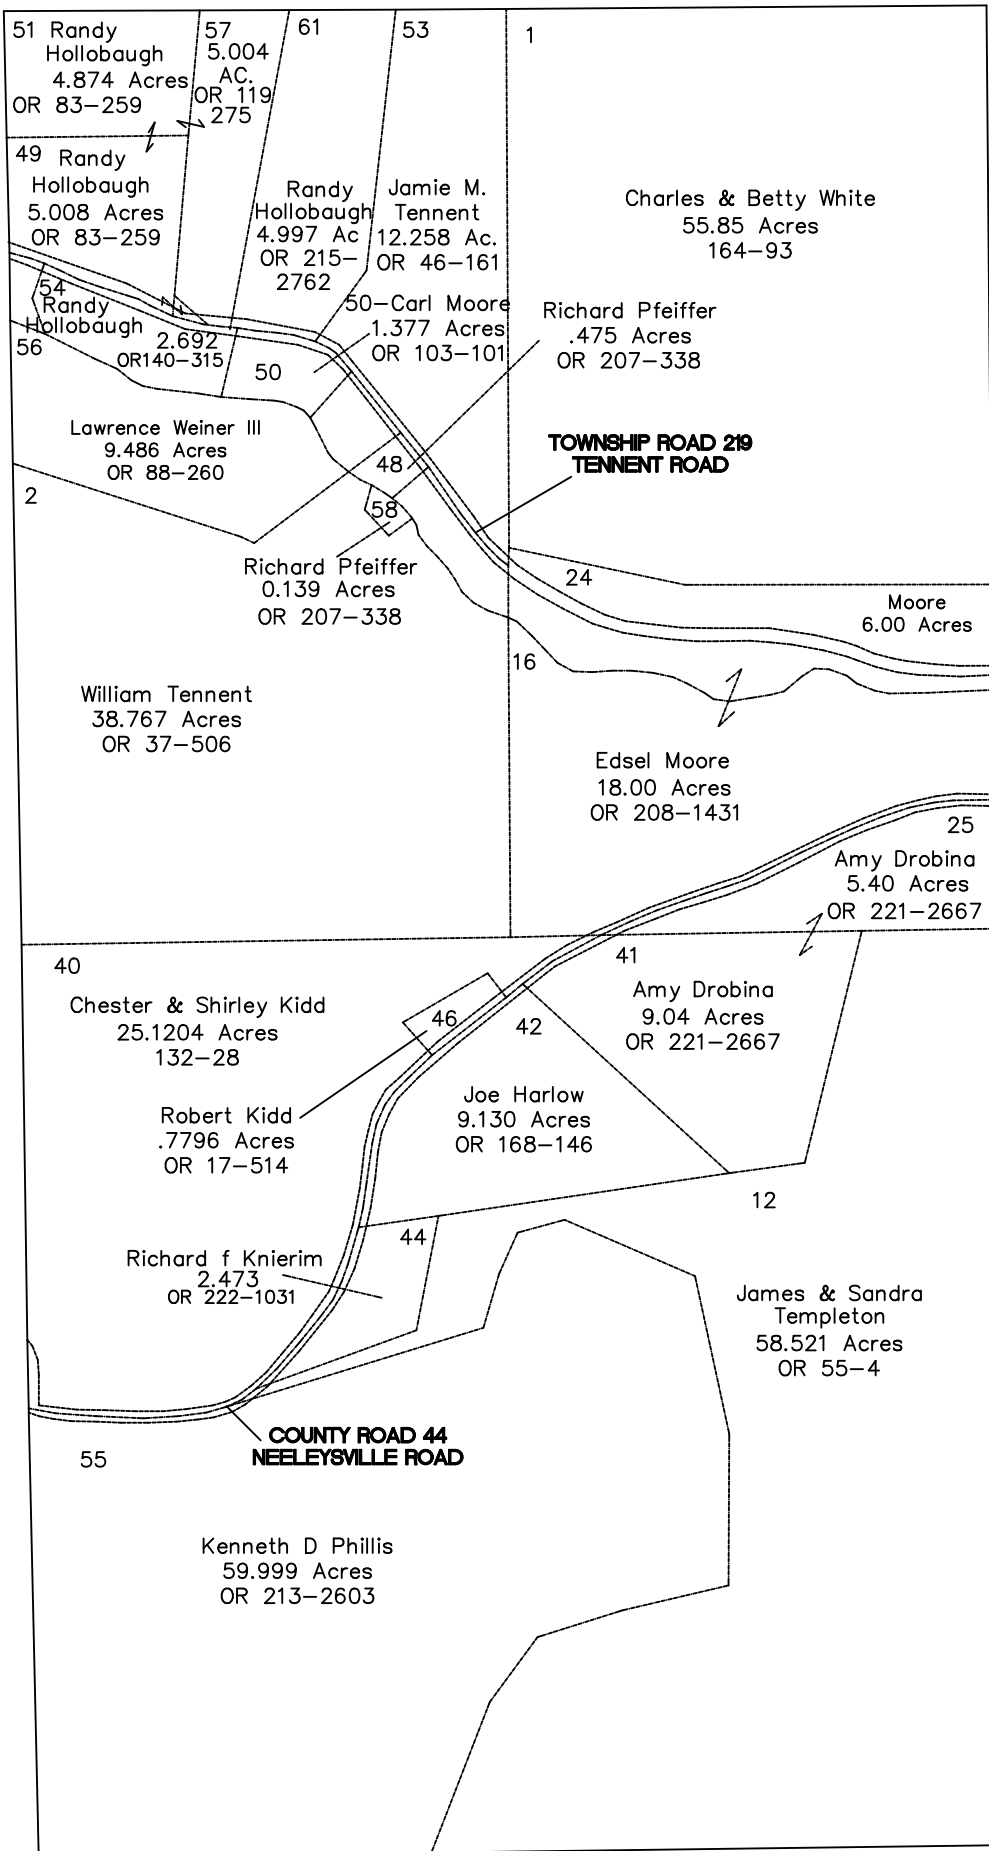 51 Randy
Hollobaugh
4.874 Acres
OR 83-259
57
5.004
AC.
OR 119
275
61
53
1
49 Randy
Hollobaugh
5.008 Acres
OR 83-259
Randy
Hollobaugh
4.997 Ac
OR 215-
2762
Jamie M.
Tennent
12.258 Ac.
OR 46-161
Charles & Betty White
55.85 Acres
164-93
54
Randy
Hollobaugh
2.692
OR140-315
50-Carl Moore
1.377 Acres
OR 103-101
Richard Pfeiffer
.475 Acres
OR 207-338
56
50
Lawrence Weiner III
9.486 Acres
OR 88-260
TOWNSHIP ROAD 219
TENNENT ROAD
48
2
58
Richard Pfeiffer
0.139 Acres
OR 207-338
24
Moore
6.00 Acres
16
William Tennent
38.767 Acres
OR 37-506
Edsel Moore
18.00 Acres
OR 208-1431
25
Amy Drobina
5.40 Acres
OR 221-2667
40
41
Chester & Shirley Kidd
25.1204 Acres
132-28
46
42
Amy Drobina
9.04 Acres
OR 221-2667
Robert Kidd
.7796 Acres
OR 17-514
Joe Harlow
9.130 Acres
OR 168-146
12
44
Richard f Knierim
2.473
OR 222-1031
James & Sandra
Templeton
58.521 Acres
OR 55-4
COUNTY ROAD 44
NEELEYSVILLE ROAD
55
Kenneth D Phillis
59.999 Acres
OR 213-2603